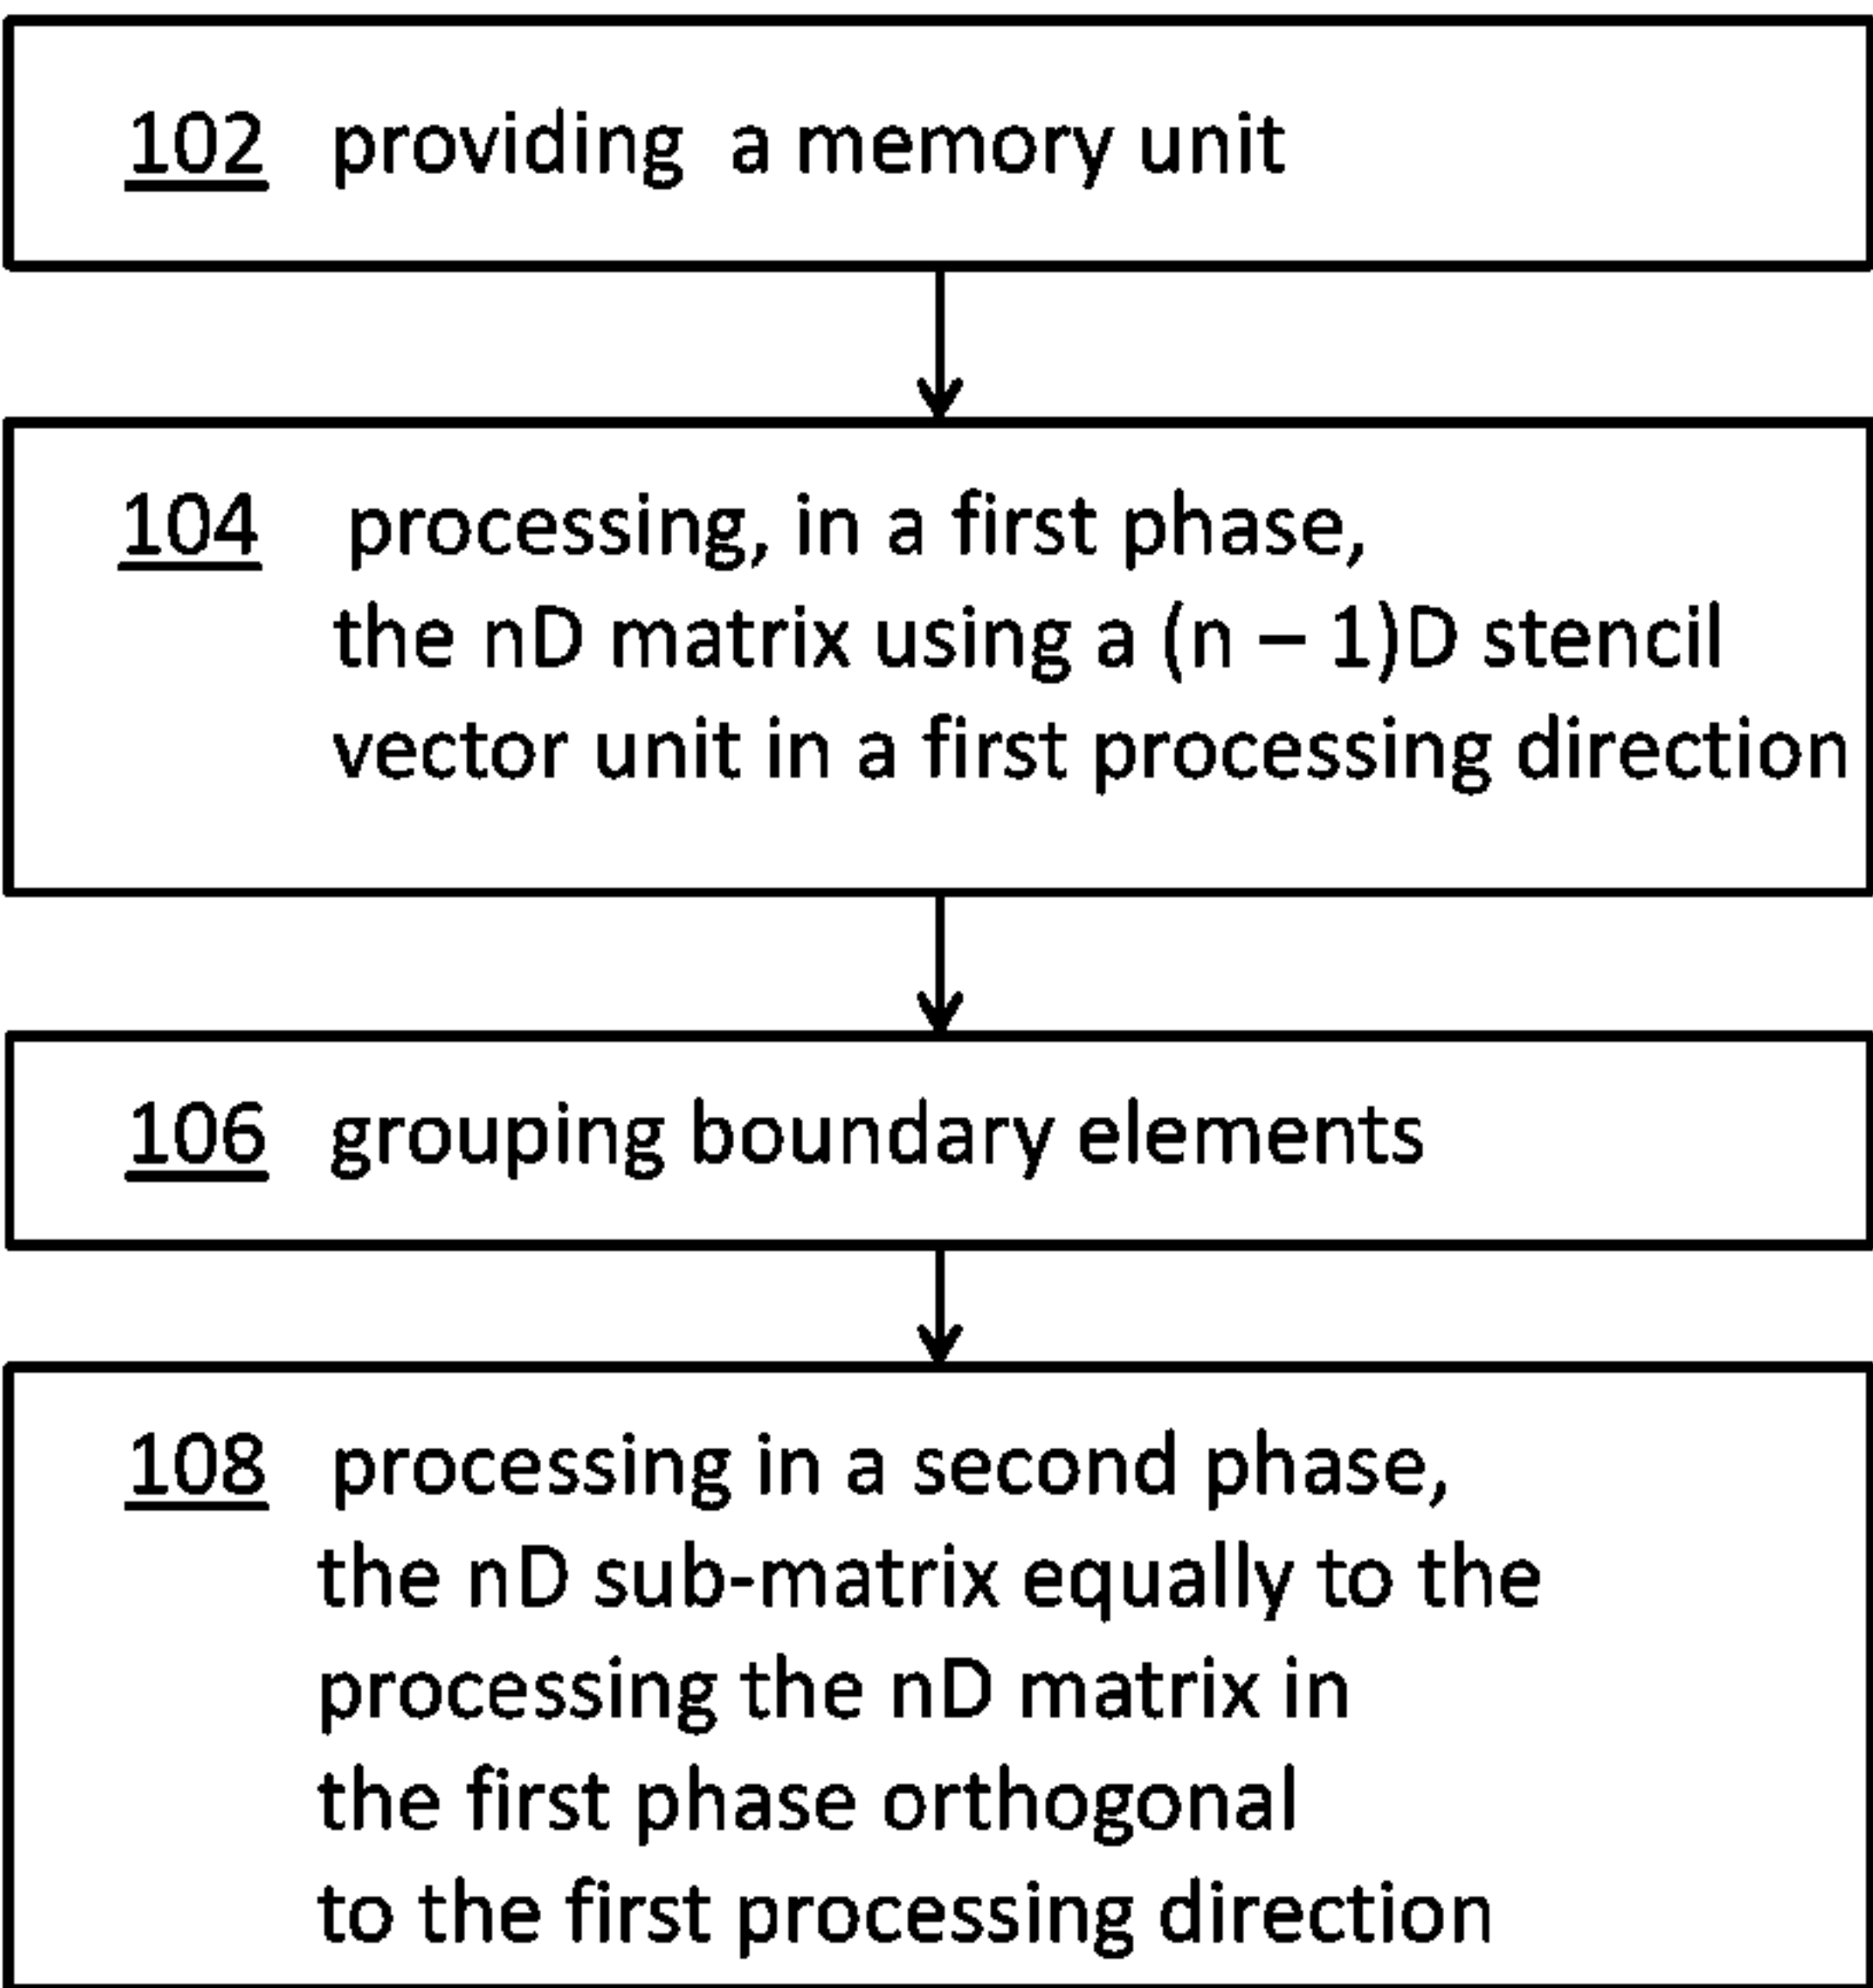 102 providing a memory unit
104 processing, in a first phase,
the nD matrix using a (n – 1)D stencil
vector unit in a first processing direction
106 grouping boundary elements
108 processing in a second phase,
the nD sub-matrix equally to the
processing the nD matrix in
the first phase orthogonal
to the first processing direction